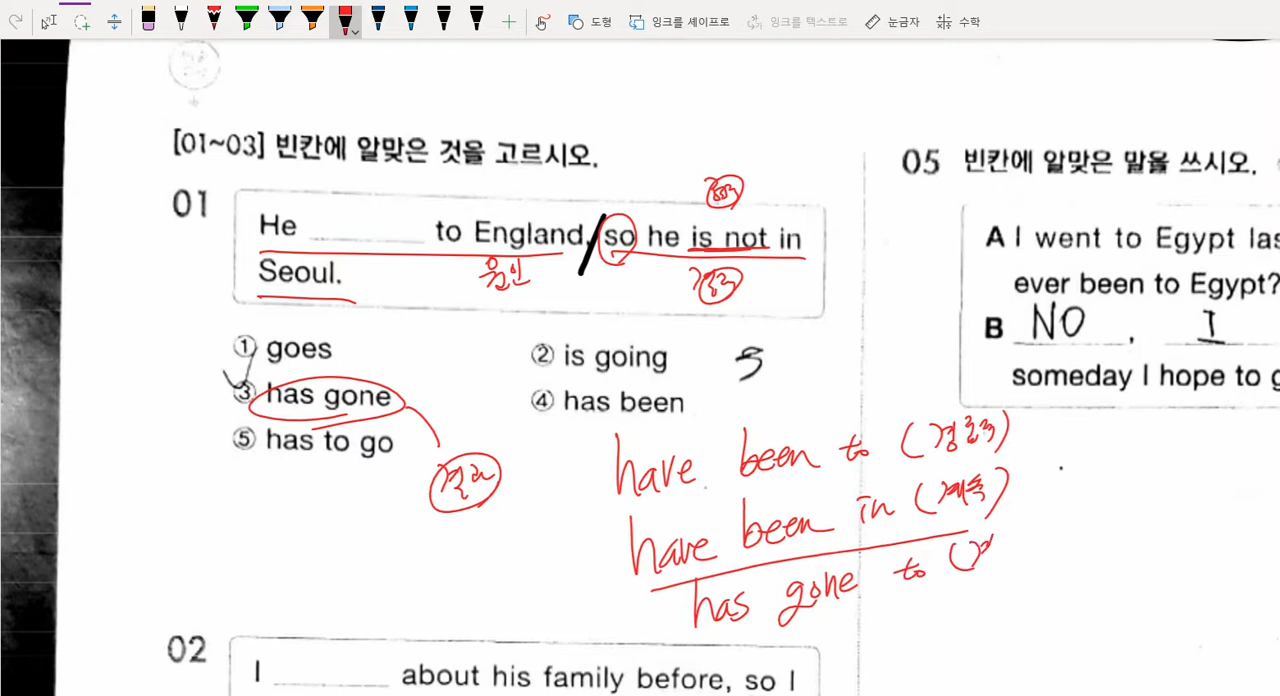 도형
잉크를 셰이프로
잉크를 텍스트로
눈금자
수학
[01~03] 빈칸에 알맞은 것을 고르시오.
01
He ________ to England, so he is not in
Seoul.
원인
결과
① goes
② is going
③ has gone
④ has been
⑤ has to go
결과
have been to (경험)
have been in (계속)
has gone to (
02
I ________ about his family before, so I
05 빈칸에 알맞은 말을 쓰시오.
A I went to Egypt las
ever been to Egypt?
B NO, I
someday I hope to g